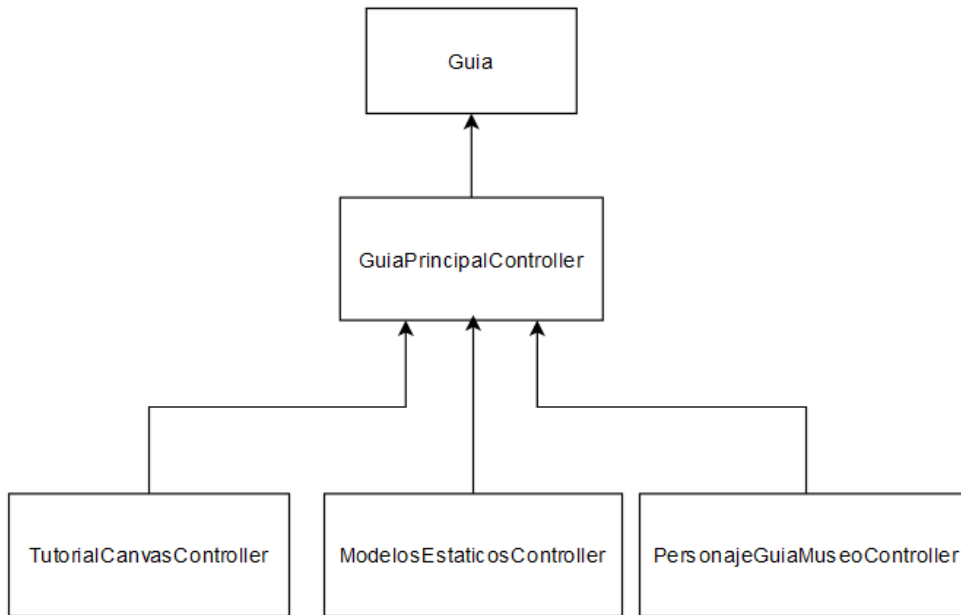 Guia
GuiaPrincipalController
TutorialCanvasController
ModelosEstaticosController
PersonajeGuiaMuseoController